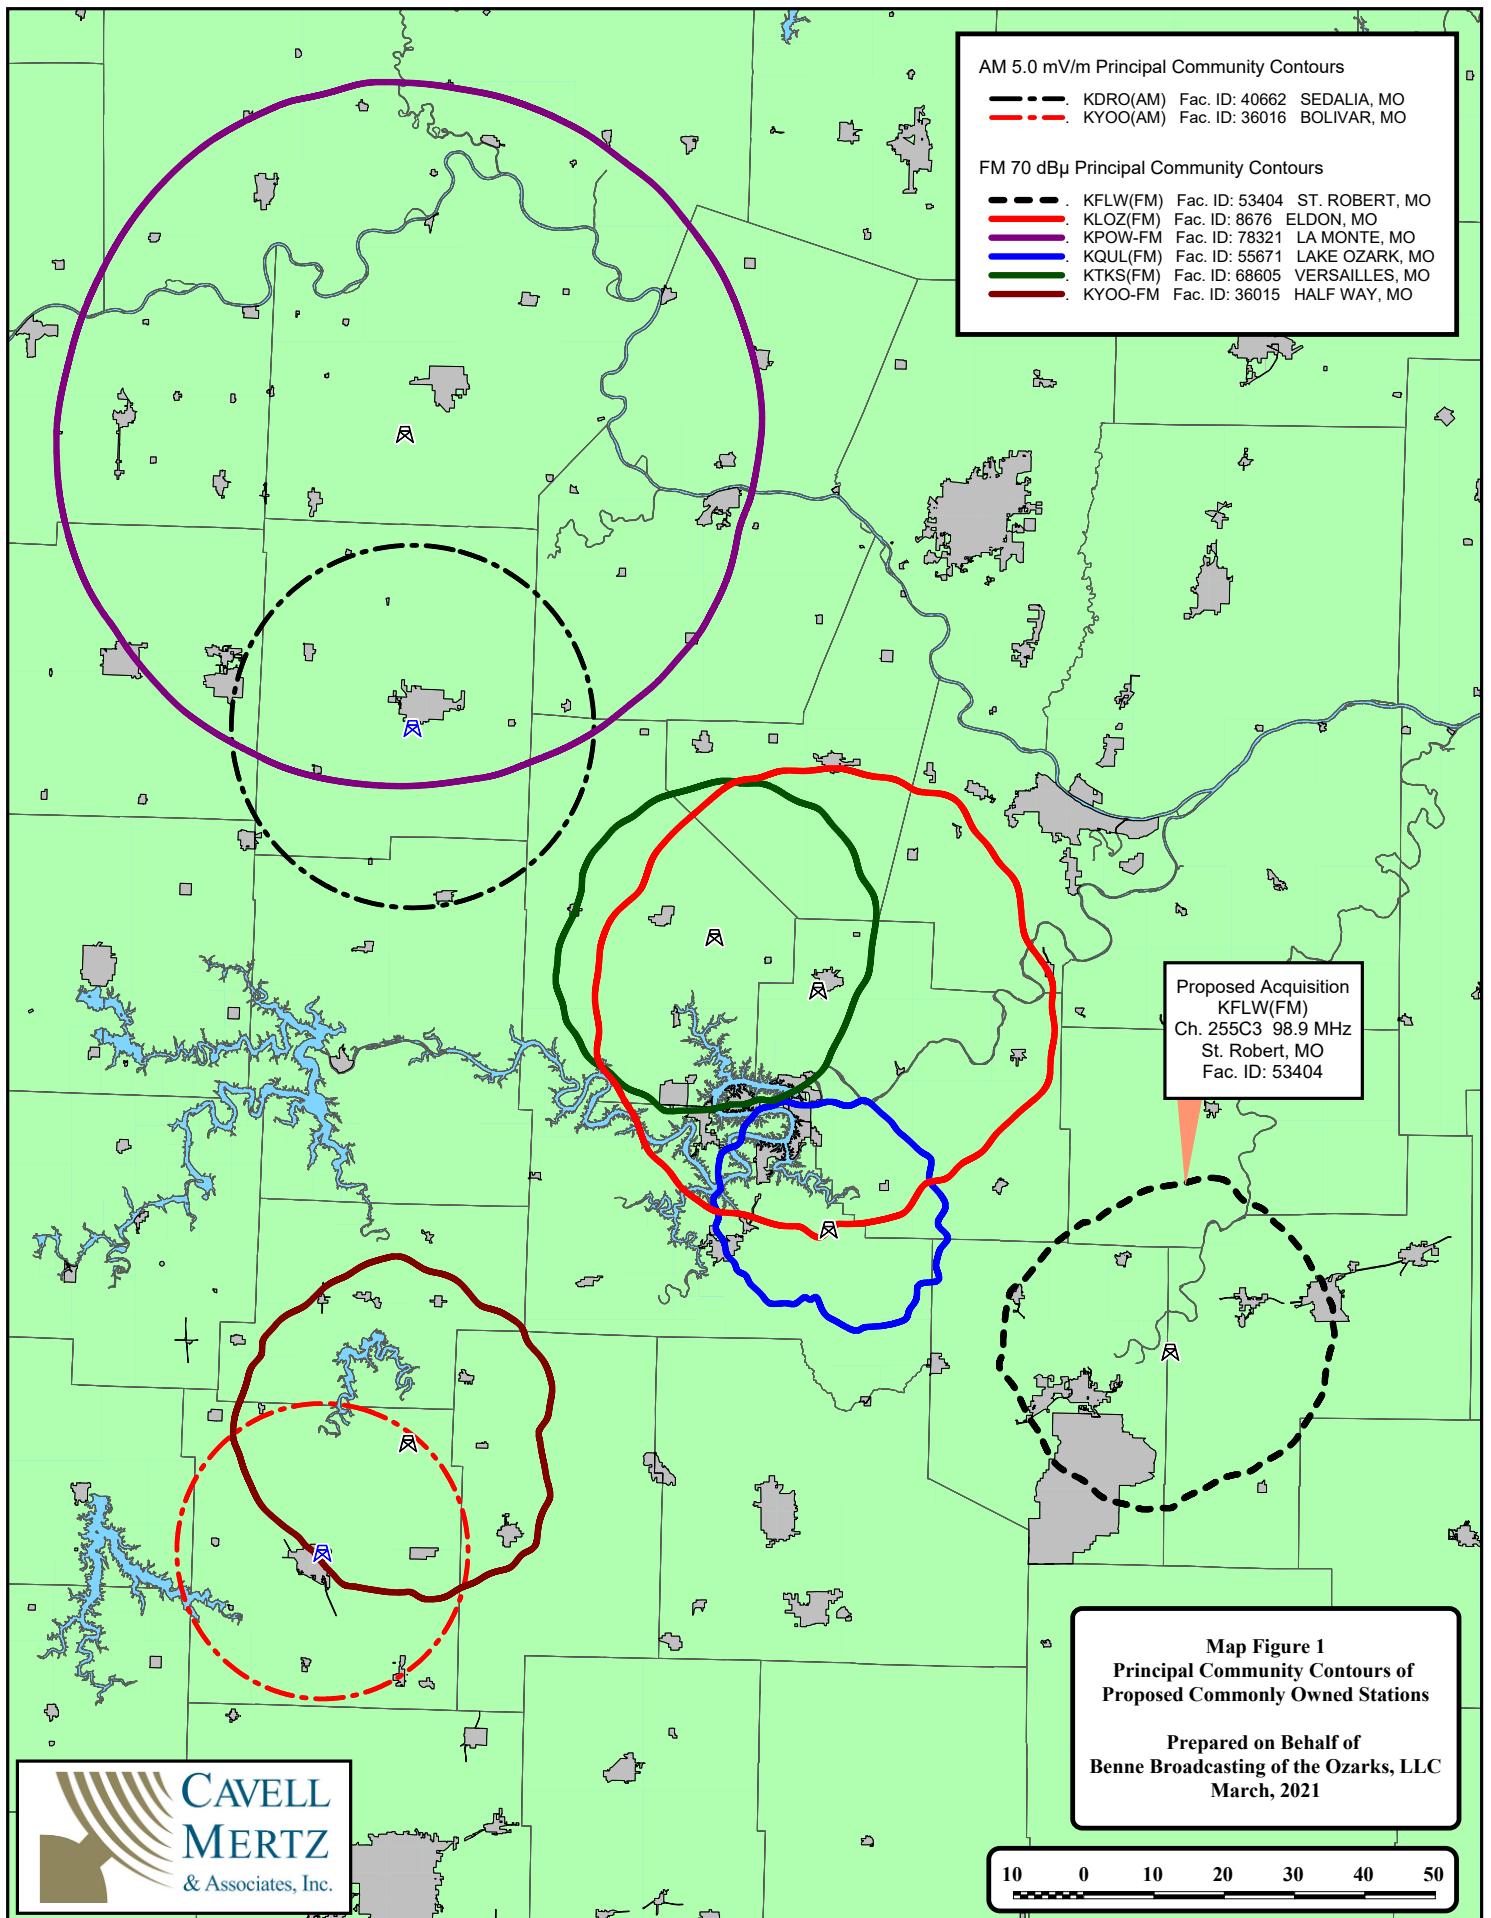 AM 5.0 mV/m Principal Community Contours
KDRO(AM) Fac. ID: 40662 SEDALIA, MO
KYOO(AM) Fac. ID: 36016 BOLIVAR, MO
FM 70 dBµ Principal Community Contours
KFLW(FM) Fac. ID: 53404 ST. ROBERT, MO
KLOZ(FM) Fac. ID: 8676 ELDON, MO
KPOW-FM Fac. ID: 78321 LA MONTE, MO
KQUL(FM) Fac. ID: 55671 LAKE OZARK, MO
KTKS(FM) Fac. ID: 68605 VERSAILLES, MO
KYOO-FM Fac. ID: 36015 HALF WAY, MO
Proposed Acquisition
KFLW(FM)
Ch. 255C3 98.9 MHz
St. Robert, MO
Fac. ID: 53404
Map Figure 1
Principal Community Contours of
Proposed Commonly Owned Stations
Prepared on Behalf of
Benne Broadcasting of the Ozarks, LLC
March, 2021
CAVELL
MERTZ
& Associates, Inc.
10 0 10 20 30 40 50